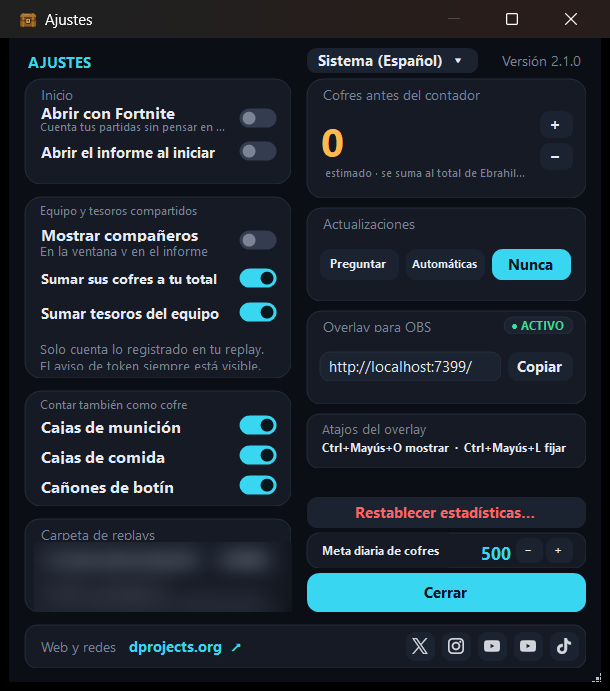 Ajustes
AJUSTES
Sistema (Español)
Versión 2.1.0
Inicio
Abrir con Fortnite
Cuenta tus partidas sin pensar en ...
Abrir el informe al iniciar
Equipo y tesoros compartidos
Mostrar compañeros
En la ventana y en el informe
Sumar sus cofres a tu total
Sumar tesoros del equipo
Solo cuenta lo registrado en tu replay.
El aviso de token siempre está visible.
Contar también como cofre
Cajas de munición
Cajas de comida
Cañones de botín
Carpeta de replays
Cofres antes del contador
0
+
−
estimado · se suma al total de Ebrahil...
Actualizaciones
Preguntar
Automáticas
Nunca
Overlay para OBS
ACTIVO
http://localhost:7399/
Copiar
Atajos del overlay
Ctrl+Mayús+O mostrar · Ctrl+Mayús+L fijar
Restablecer estadísticas...
Meta diaria de cofres
500
−
+
Cerrar
Web y redes
dprojects.org ↗